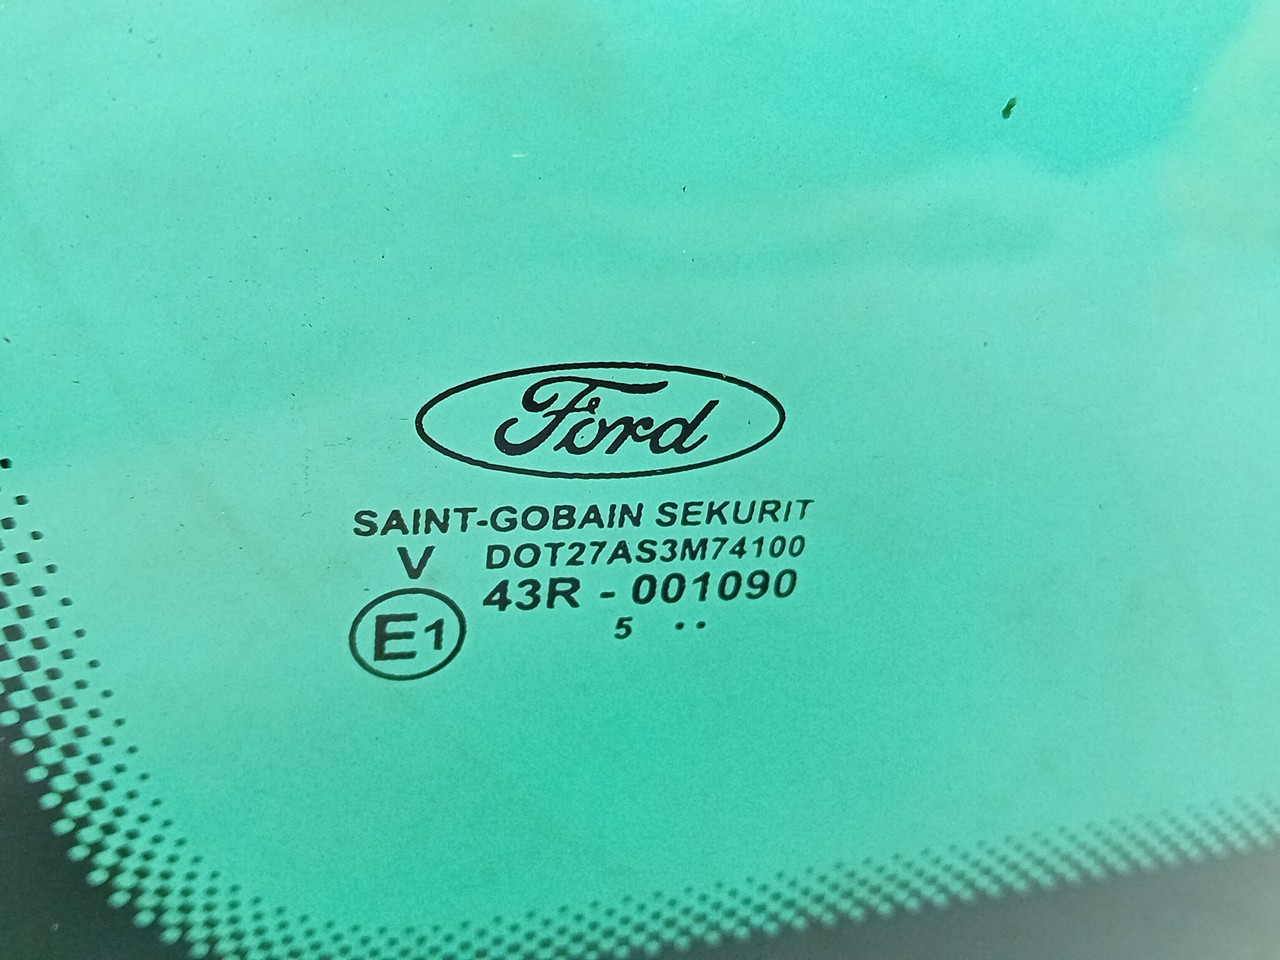 Ford
SAINT-GOBAIN SEKURIT
V DOT27AS3M74100
43R - 001090
E1
5 ··